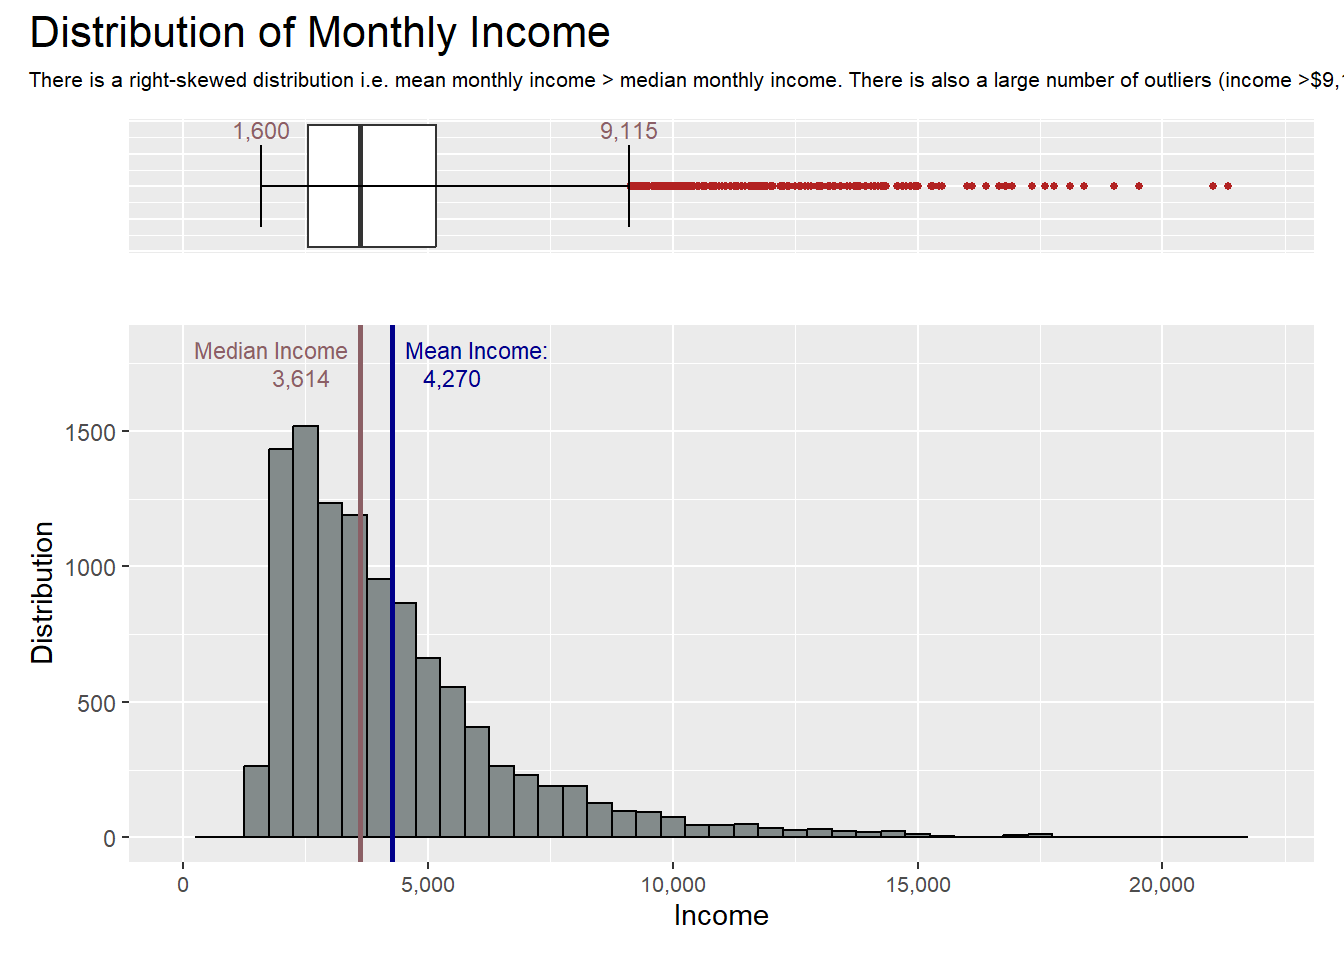 Distribution of Monthly Income
There is a right-skewed distribution i.e. mean monthly income > median monthly income. There is also a large number of outliers (income >$9,
1,600 9,115
Median Income Mean Income:
3,614 4,270
1500
1000
500
0
Distribution
0 5,000 10,000 15,000 20,000
Income